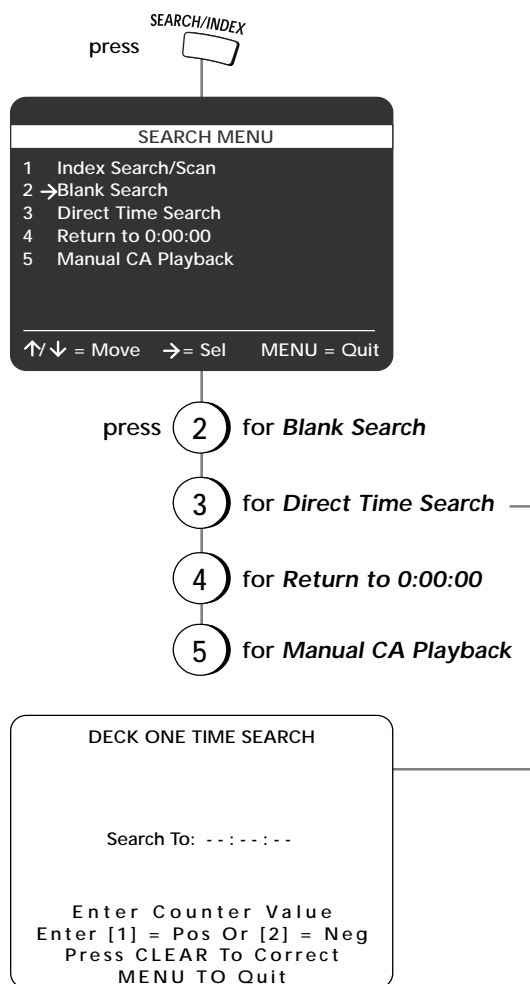 SEARCH/INDEX
press
SEARCH MENU
1 Index Search/Scan
2 →Blank Search
3 Direct Time Search
4 Return to 0:00:00
5 Manual CA Playback
↑/↓ = Move →= Sel MENU = Quit
press 2 for Blank Search
3 for Direct Time Search
4 for Return to 0:00:00
5 for Manual CA Playback
DECK ONE TIME SEARCH
Search To: --:--:--
Enter Counter Value
Enter [1] = Pos Or [2] = Neg
Press CLEAR To Correct
MENU TO Quit